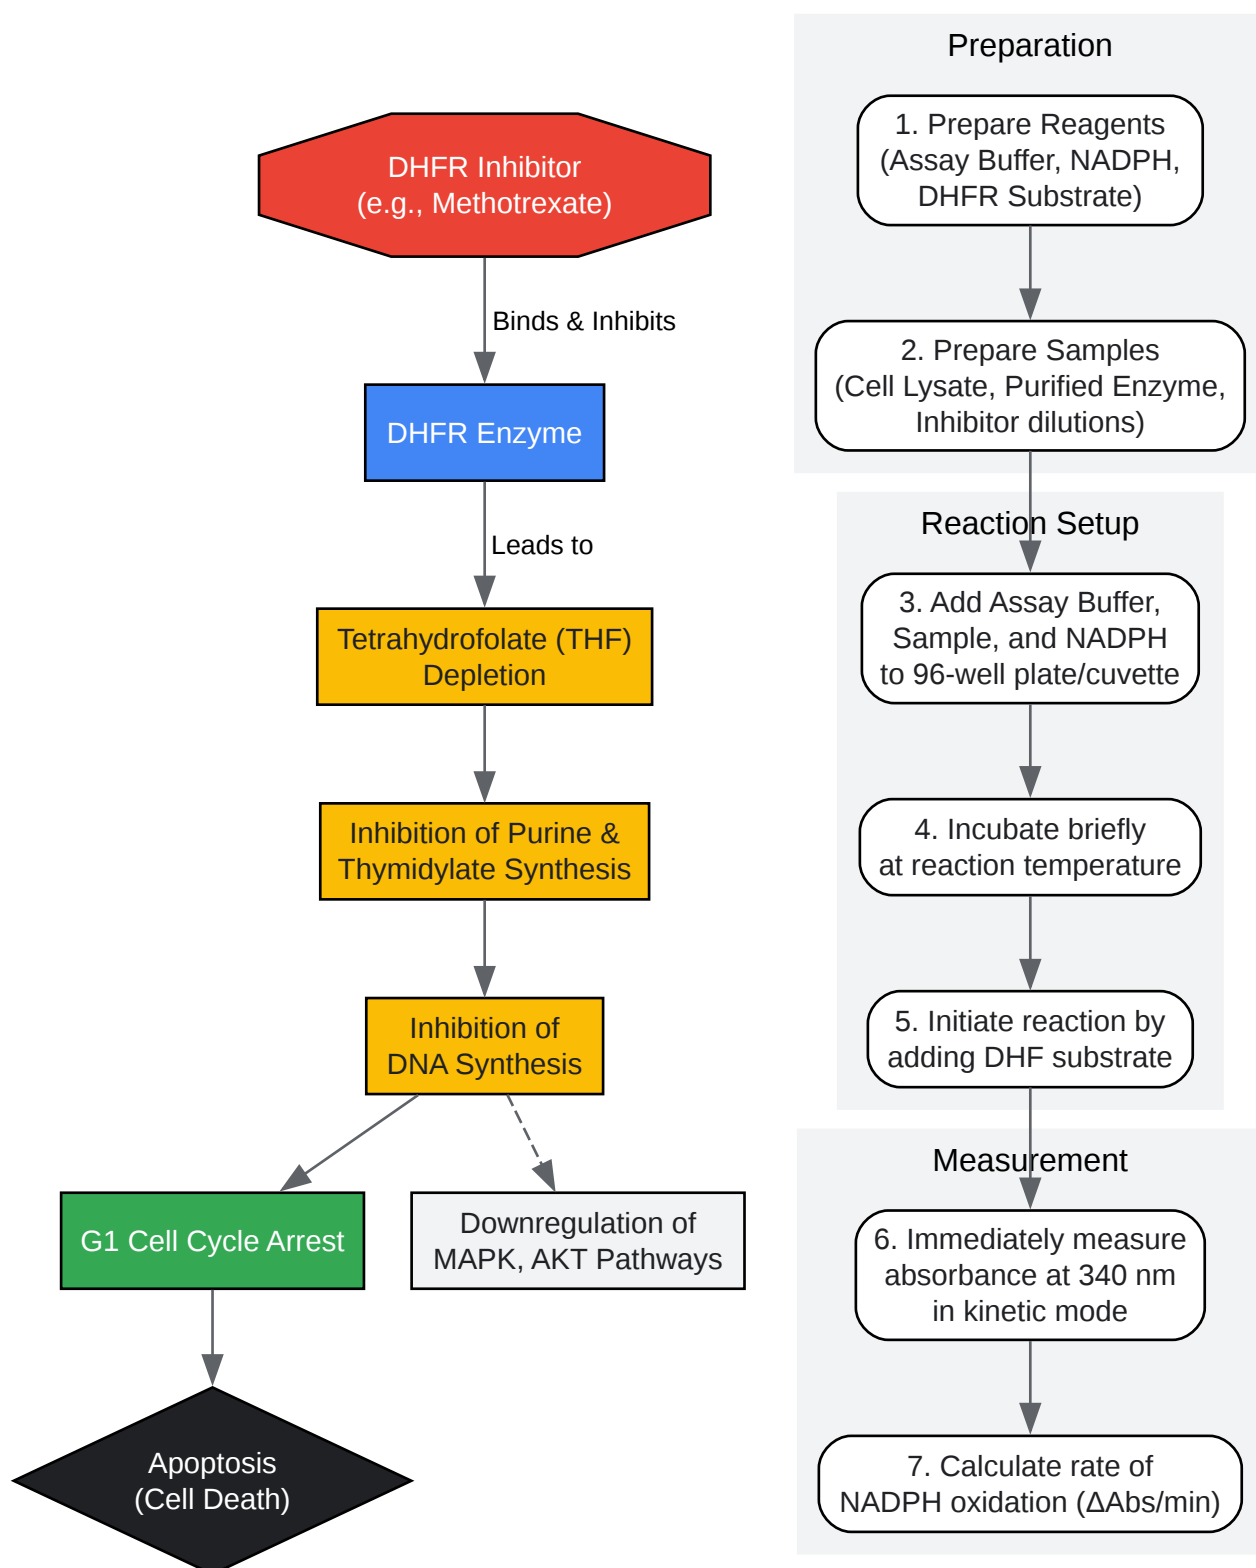 DHFR Inhibitor
(e.g., Methotrexate)
Binds & Inhibits
DHFR Enzyme
Leads to
Tetrahydrofolate (THF)
Depletion
Inhibition of Purine &
Thymidylate Synthesis
Inhibition of
DNA Synthesis
G1 Cell Cycle Arrest
Downregulation of
MAPK, AKT Pathways
Apoptosis
(Cell Death)
Preparation
1. Prepare Reagents
(Assay Buffer, NADPH,
DHFR Substrate)
2. Prepare Samples
(Cell Lysate, Purified Enzyme,
Inhibitor dilutions)
Reaction Setup
3. Add Assay Buffer,
Sample, and NADPH
to 96-well plate/cuvette
4. Incubate briefly
at reaction temperature
5. Initiate reaction by
adding DHF substrate
Measurement
6. Immediately measure
absorbance at 340 nm
in kinetic mode
7. Calculate rate of
NADPH oxidation (ΔAbs/min)